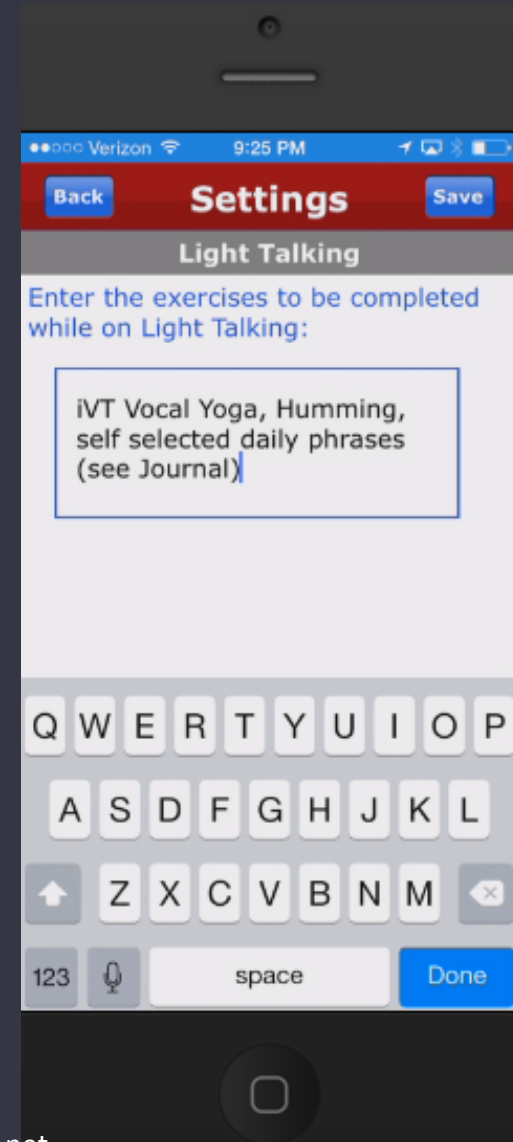 Verizon 9:25 PM
Back Settings Save
Light Talking
Enter the exercises to be completed
while on Light Talking:
iVT Vocal Yoga, Humming,
self selected daily phrases
(see Journal)
Q W E R T Y U I O P
A S D F G H J K L
Z X C V B N M
123 space Done